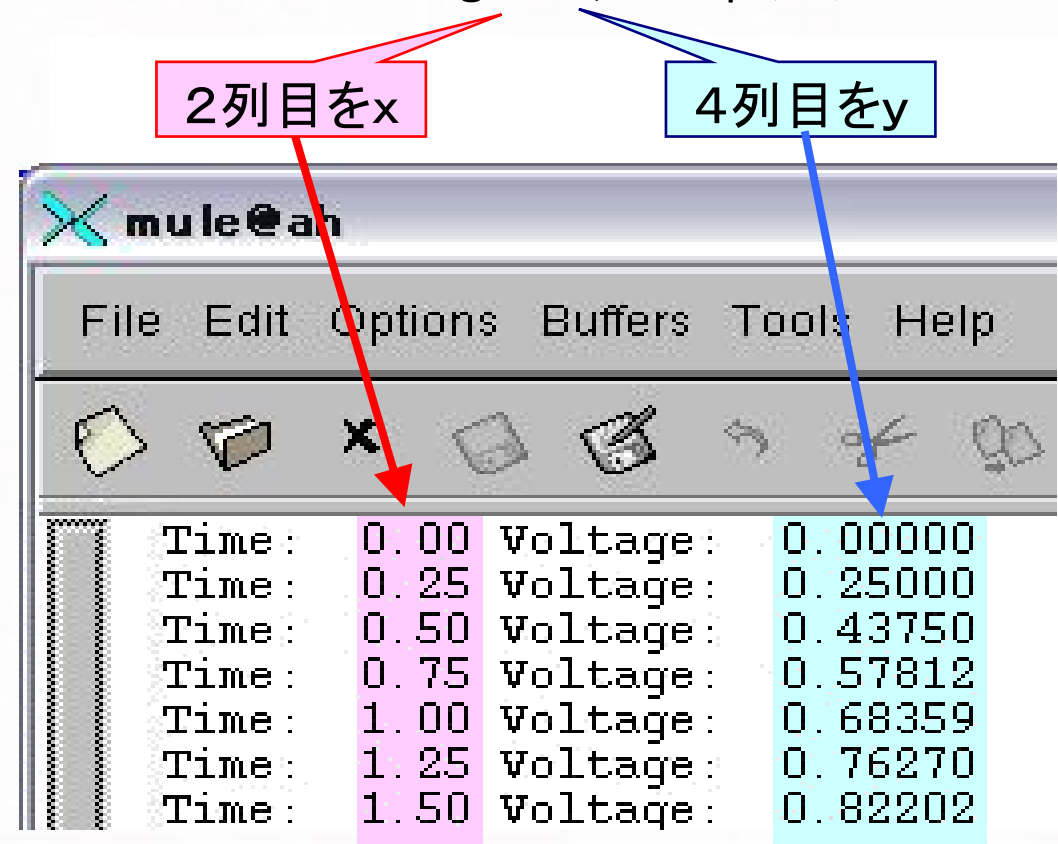 ２列目をx
４列目をy
mule@ah
File Edit Options Buffers Tools Help
Time: 0.00 Voltage: 0.00000
Time: 0.25 Voltage: 0.25000
Time: 0.50 Voltage: 0.43750
Time: 0.75 Voltage: 0.57812
Time: 1.00 Voltage: 0.68359
Time: 1.25 Voltage: 0.76270
Time: 1.50 Voltage: 0.82202